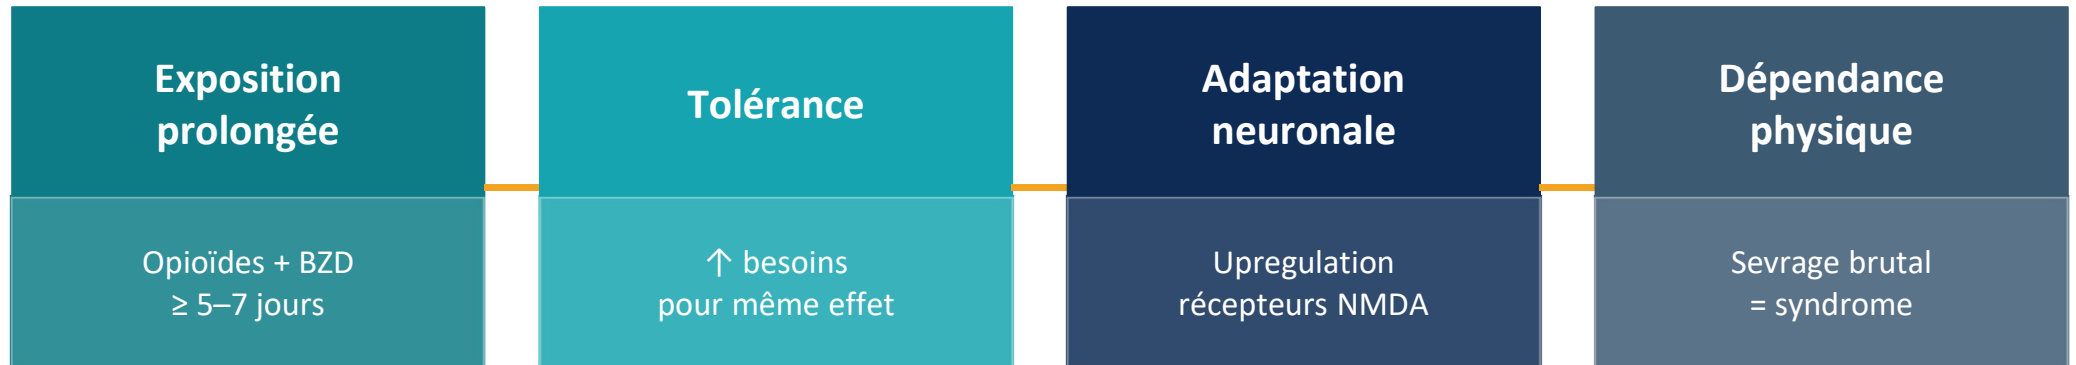 Exposition
prolongée
Opioïdes + BZD
≥ 5–7 jours
Tolérance
↑ besoins
pour même effet
Adaptation
neuronale
Upregulation
récepteurs NMDA
Dépendance
physique
Sevrage brutal
= syndrome